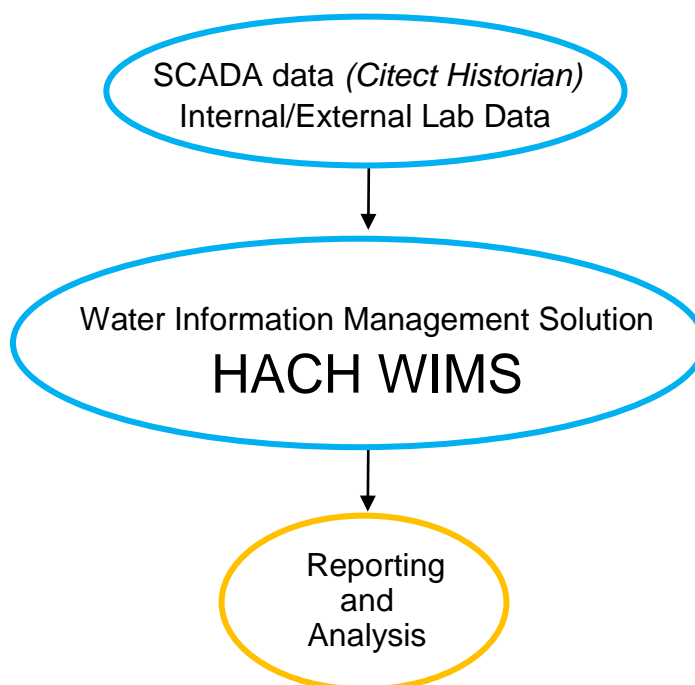 SCADA data (Citect Historian)
Internal/External Lab Data
Water Information Management Solution
HACH WIMS
Reporting
and
Analysis